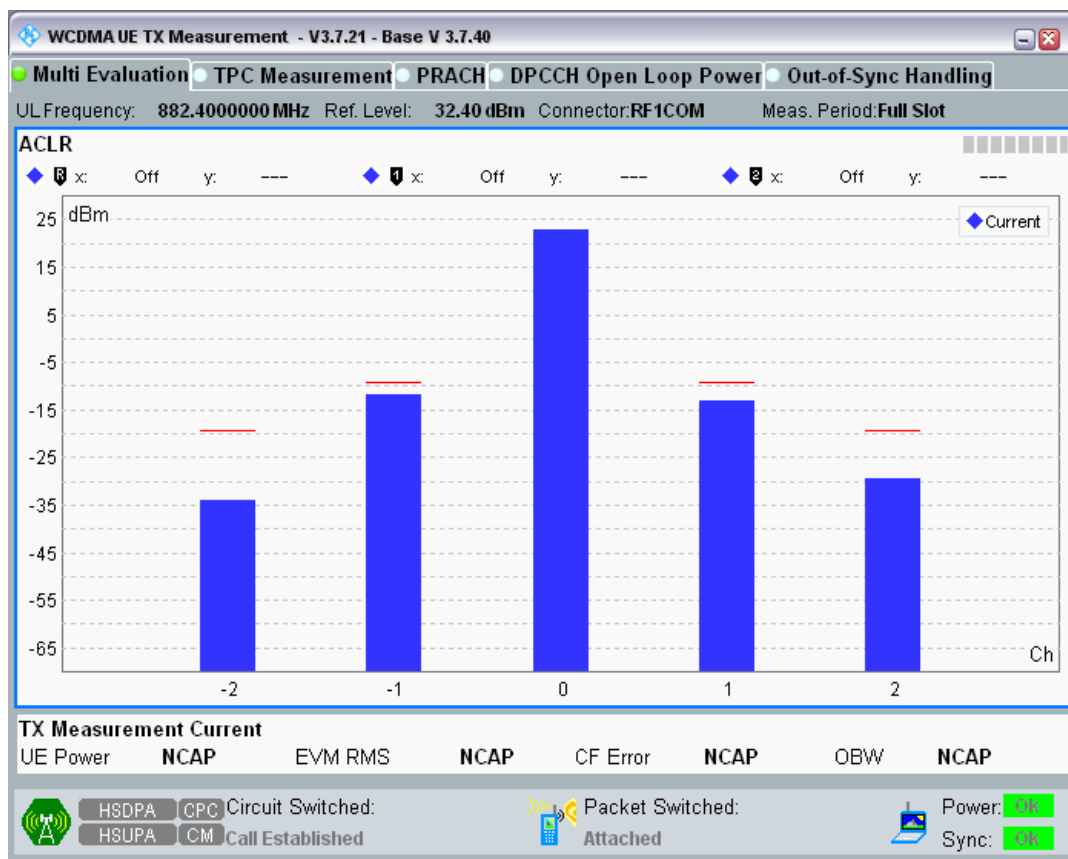 WCDMA UE TX Measurement - V3.7.21 - Base V 3.7.40
Multi Evaluation TPC Measurement PRACH DPCCH Open Loop Power Out-of-Sync Handling
UL Frequency: 882.4000000 MHz Ref. Level: 32.40 dBm Connector:RF1COM Meas. Period:Full Slot
ACLR
R x: Off y: --- 1 x: Off y: --- 2 x: Off y: ---
dBm
Current
25
15
5
-5
-15
-25
-35
-45
-55
-65
Ch
-2 -1 0 1 2
TX Measurement Current
UE Power NCAP EVM RMS NCAP CF Error NCAP OBW NCAP
HSDPA CPC Circuit Switched: Packet Switched: Power: OK
HSUPA CM Call Established Attached Sync: OK